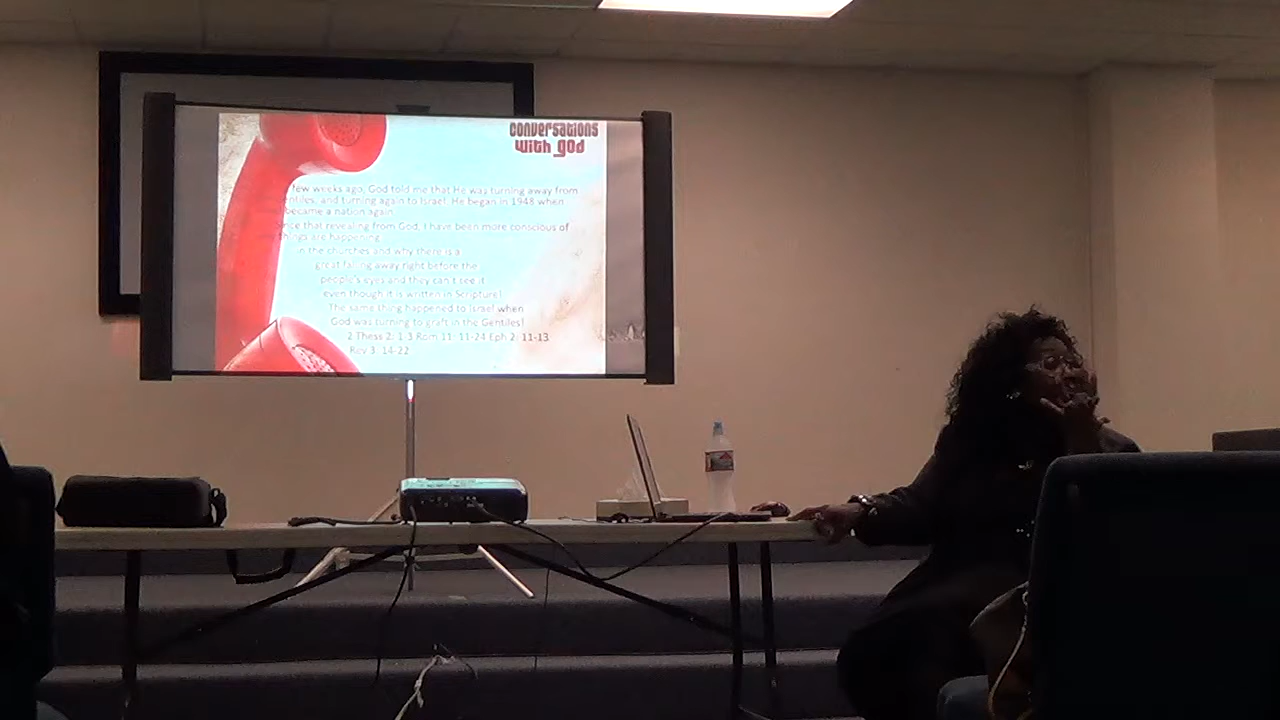 conversations
with god
few weeks ago, God told me that He was turning away from
entiles, and turning again to Israel. He began in 1948 when
became a nation again
nce that revealing from God, I have been more conscious of
things are happening
in the churches and why there is a
great falling away right before the
people's eyes and they can't see it
even though it is written in Scripture!
The same thing happened to Israel when
God was turning to graft in the Gentiles!
2 Thess 2: 1-3 Rom 11: 11-24 Eph 2: 11-13
Rev 3: 14-22